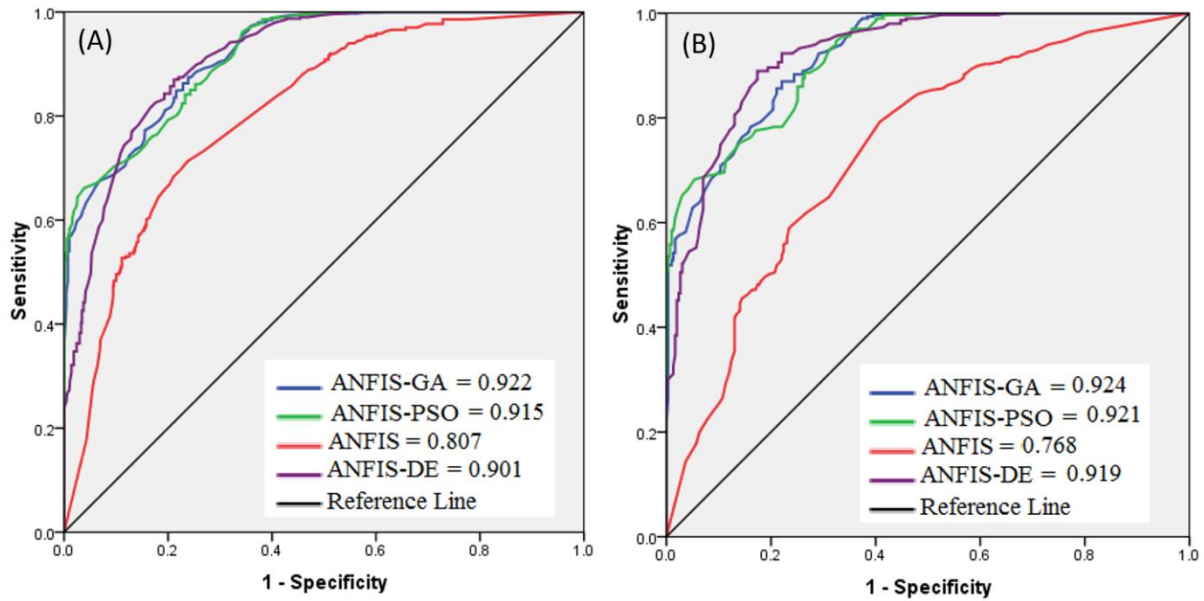 (A)
1.0
0.8
0.6
0.4
0.2
0.0
Sensitivity
ANFIS-GA = 0.922
ANFIS-PSO = 0.915
ANFIS = 0.807
ANFIS-DE = 0.901
Reference Line
0.0 0.2 0.4 0.6 0.8 1.0
1 - Specificity
(B)
1.0
0.8
0.6
0.4
0.2
0.0
Sensitivity
ANFIS-GA = 0.924
ANFIS-PSO = 0.921
ANFIS = 0.768
ANFIS-DE = 0.919
Reference Line
0.0 0.2 0.4 0.6 0.8 1.0
1 - Specificity